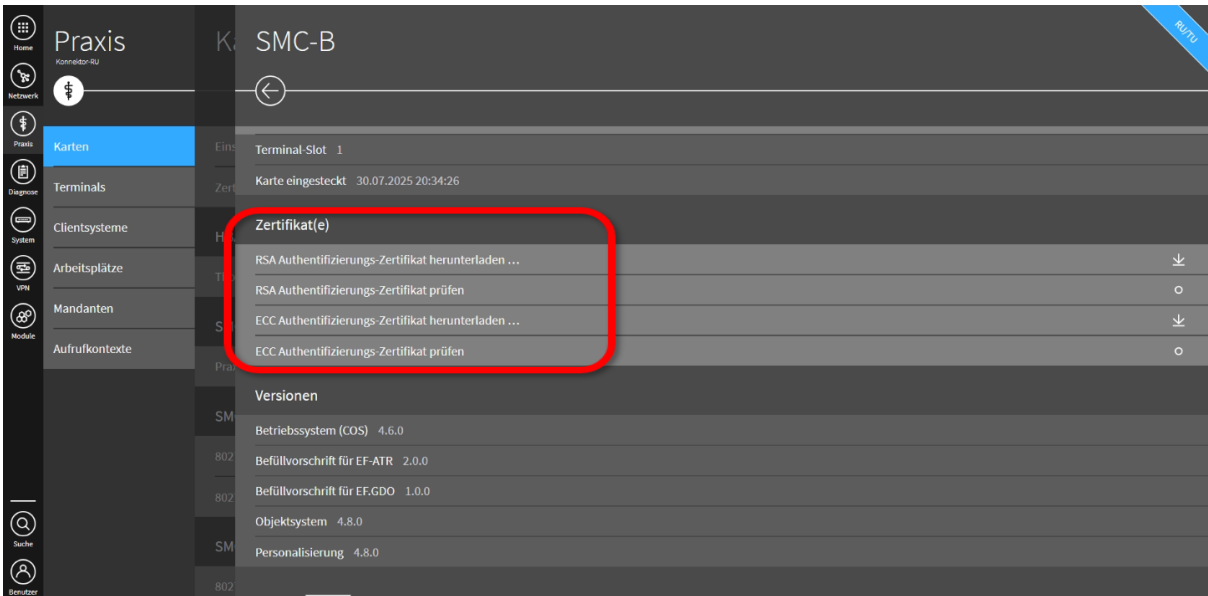 RU/TU
Home
Netzwerk
Praxis
Diagnose
System
VPN
Module
Suche
Benutzer
Praxis
Konnektor-RU
Karten
Terminals
Clientsysteme
Arbeitsplätze
Mandanten
Aufrufkontexte
SMC-B
Terminal-Slot 1
Karte eingesteckt 30.07.2025 20:34:26
Zertifikat(e)
RSA Authentifizierungs-Zertifikat herunterladen ...
RSA Authentifizierungs-Zertifikat prüfen
ECC Authentifizierungs-Zertifikat herunterladen ...
ECC Authentifizierungs-Zertifikat prüfen
Versionen
Betriebssystem (COS) 4.6.0
Befüllvorschrift für EF-ATR 2.0.0
Befüllvorschrift für EF.GDO 1.0.0
Objektsystem 4.8.0
Personalisierung 4.8.0